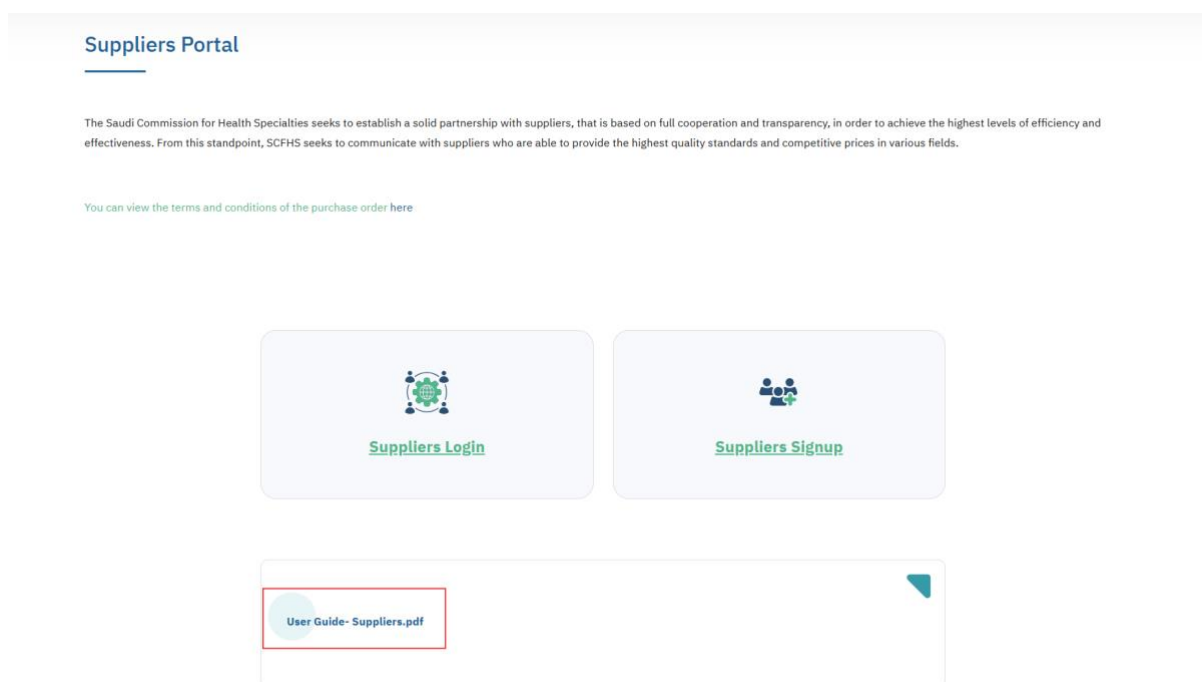 Suppliers Portal
The Saudi Commission for Health Specialties seeks to establish a solid partnership with suppliers, that is based on full cooperation and transparency, in order to achieve the highest levels of efficiency and
effectiveness. From this standpoint, SCFHS seeks to communicate with suppliers who are able to provide the highest quality standards and competitive prices in various fields.
You can view the terms and conditions of the purchase order here
Suppliers Login
Suppliers Signup
User Guide- Suppliers.pdf